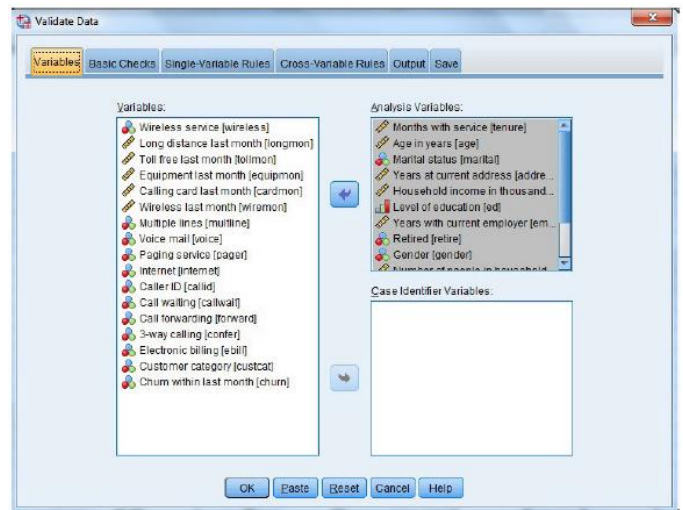 Validate Data
Variables Basic Checks Single-Variable Rules Cross-Variable Rules Output Save
Variables:
Wireless service [wireless]
Long distance last month [longmon]
Toll free last month [tollmon]
Equipment last month [equipmon]
Calling card last month [cardmon]
Wireless last month [wiremon]
Multiple lines [multline]
Voice mail [voice]
Paging service [pager]
Internet [internet]
Caller ID [callid]
Call waiting [callwait]
Call forwarding [forward]
3-way calling [confer]
Electronic billing [ebill]
Customer category [custcat]
Churn within last month [churn]
Analysis Variables:
Months with service [tenure]
Age in years [age]
Marital status [marital]
Years at current address [addre...
Household income in thousand...
Level of education [ed]
Years with current employer [em...
Retired [retire]
Gender [gender]
Number of people in household
Case Identifier Variables:
OK Paste Reset Cancel Help